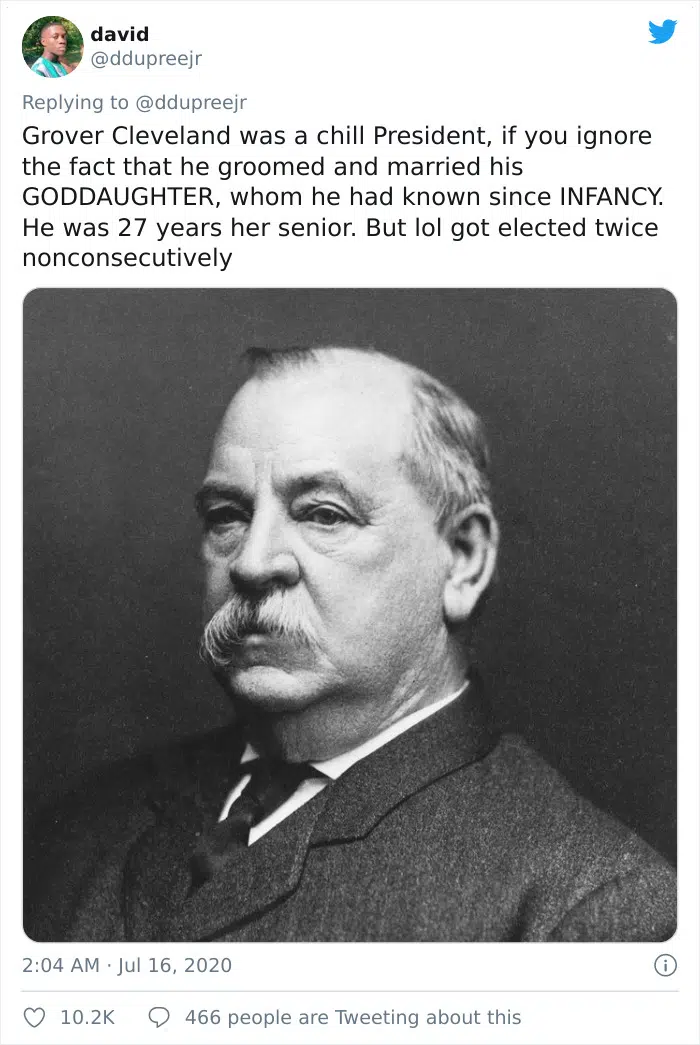 david
@ddupreejr
Replying to @ddupreejr
Grover Cleveland was a chill President, if you ignore
the fact that he groomed and married his
GODDAUGHTER, whom he had known since INFANCY.
He was 27 years her senior. But lol got elected twice
nonconsecutively
2:04 AM · Jul 16, 2020
10.2K 466 people are Tweeting about this